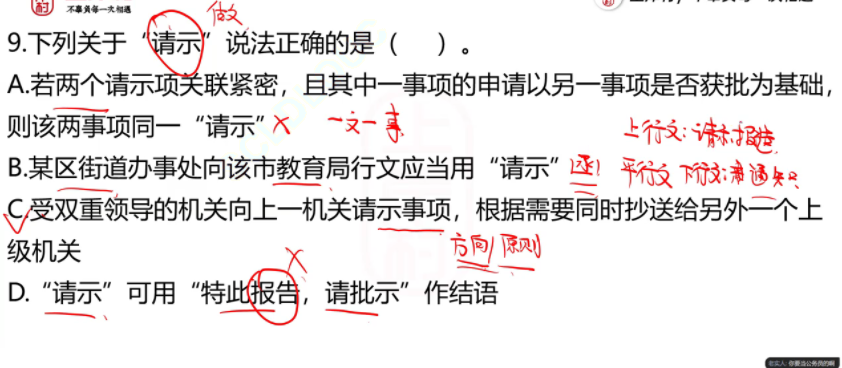 不辜负每一次相遇
做
9.下列关于“请示”说法正确的是（    ）。
A.若两个请示项关联紧密，且其中一事项的申请以另一事项是否获批为基础，
则该两事项同一“请示”X 一文一事
上行文：请示报告
B.某区街道办事处向该市教育局行文应当用“请示”函 平行文 下行文：通知
C.受双重领导的机关向上一机关请示事项，根据需要同时抄送给另外一个上
级机关
方向/原则
X
D.“请示”可用“特此报告，请批示”作结语
你要当公务员的啊